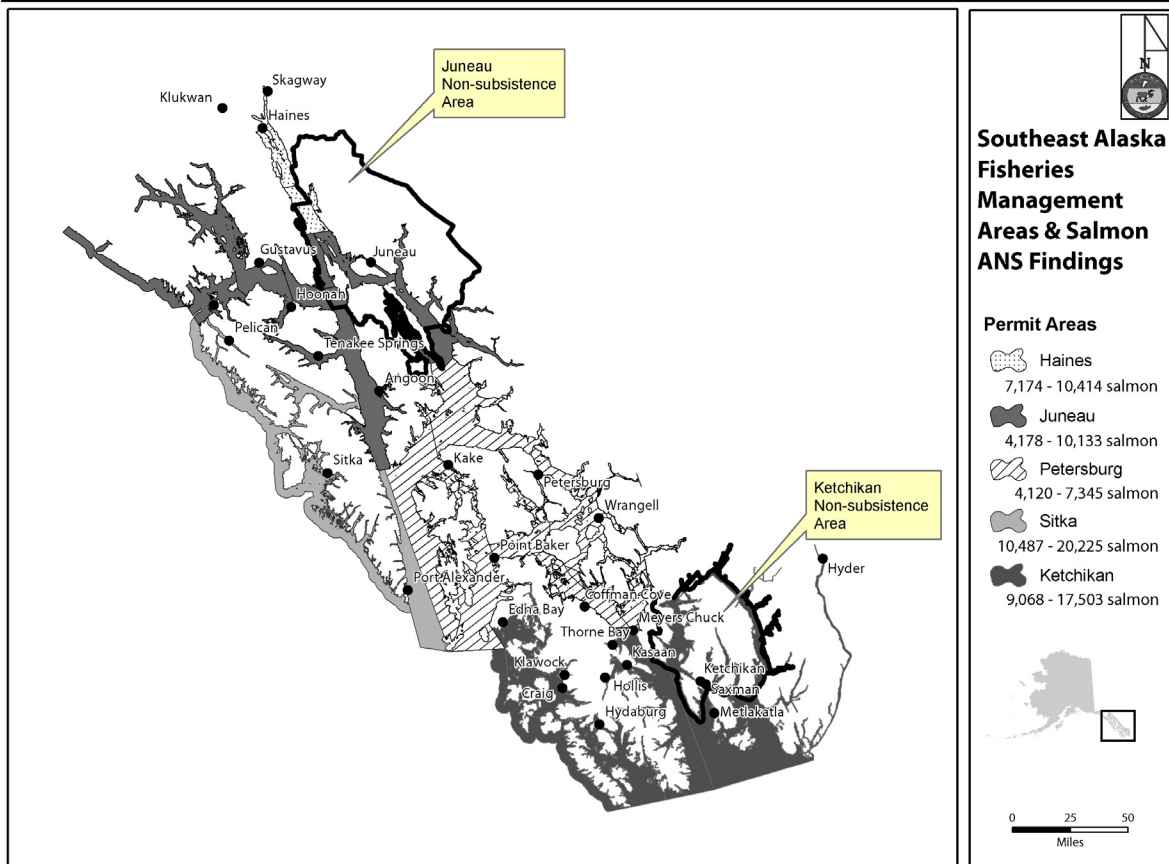 Juneau
Non-subsistence
Area
Skagway
Klukwan
Haines
Gustavus
Juneau
Hoonah
Pelican
Tenakee Springs
Angoon
Sitka
Kake
Petersburg
Wrangell
Ketchikan
Non-subsistence
Area
Point Baker
Hyder
Port Alexander
Coffman Cove
Edna Bay
Meyers Chuck
Thorne Bay
Kasaan
Klawock
Ketchikan
Hollis
Saxman
Craig
Hydaburg
Metlakatla
N
Southeast Alaska
Fisheries
Management
Areas & Salmon
ANS Findings
Permit Areas
Haines
7,174 - 10,414 salmon
Juneau
4,178 - 10,133 salmon
Petersburg
4,120 - 7,345 salmon
Sitka
10,487 - 20,225 salmon
Ketchikan
9,068 - 17,503 salmon
0 25 50
Miles